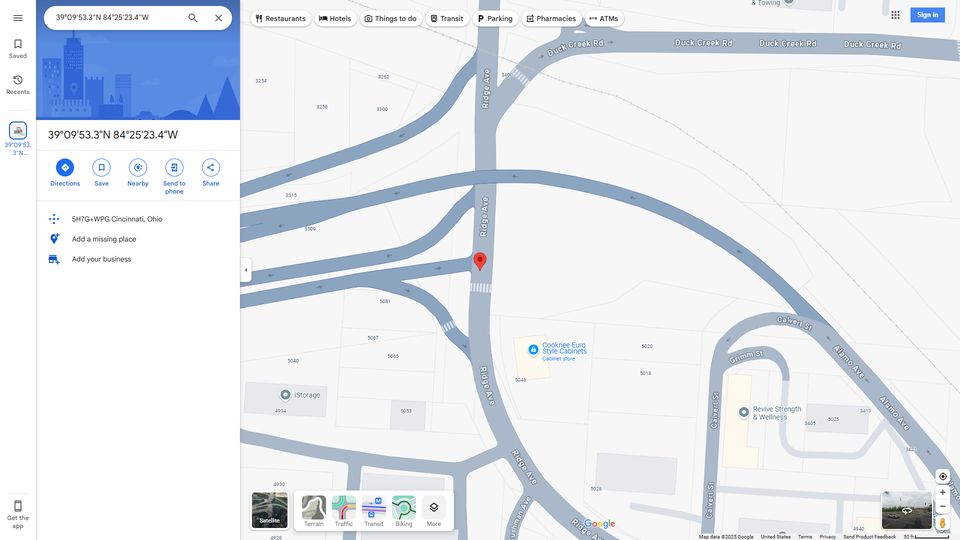 39°09'53.3"N 84°25'23.4"W
Restaurants
Hotels
Things to do
Transit
Parking
Pharmacies
ATMs
Sign in
& Towing
Saved
Recents
39°09'53.
3"N...
39°09'53.3"N 84°25'23.4"W
Directions
Save
Nearby
Send to
phone
Share
5H7G+WPG Cincinnati, Ohio
Add a missing place
Add your business
Get the
app
Duck Creek Rd
Duck Creek Rd
Duck Creek Rd
Duck Creek Rd
Ridge Ave
3254
3262
3258
3300
3315
3509
Ridge Ave
5081
5067
5065
5040
iStorage
4934
5053
Ridge Ave
Cooknee Euro
Style Cabinets
Cabinet store
5046
5020
5018
Calvert St
Grimm St
Calvert St
Alamo Ave
Alamo Ave
Revive Strength
& Wellness
3405
5025
3413
Ridge Ave
4930
5028
Calvert St
Ridge Ave
Satellite
Terrain
Traffic
Transit
Biking
More
Google
Map data ©2025 Google
United States
Terms
Privacy
Send Product Feedback
50 ft